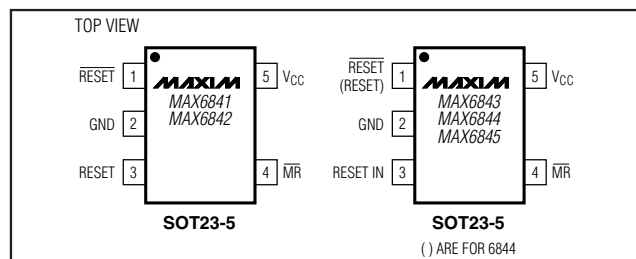 TOP VIEW
RESET 1
MAXIM
5 VCC
MAX6841
MAX6842
GND 2
RESET 3
4 MR
SOT23-5
RESET
(RESET) 1
MAXIM
5 VCC
MAX6843
MAX6844
MAX6845
GND 2
RESET IN 3
4 MR
SOT23-5
( ) ARE FOR 6844